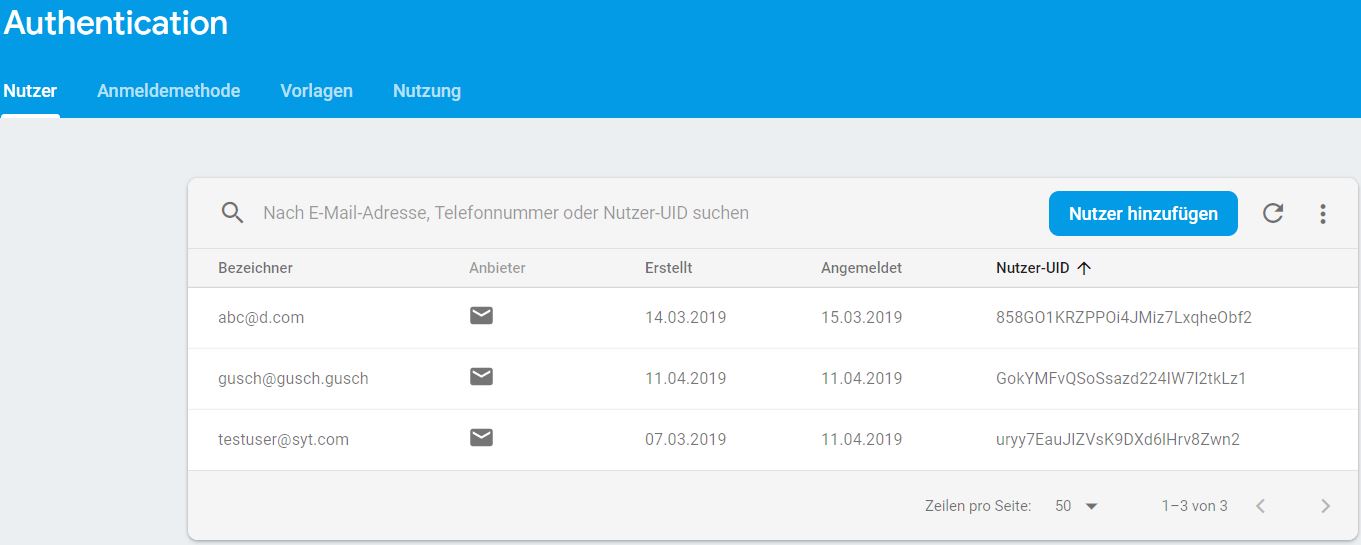 Authentication
Nutzer Anmeldemethode Vorlagen Nutzung
Nach E-Mail-Adresse, Telefonnummer oder Nutzer-UID suchen Nutzer hinzufügen
Bezeichner Anbieter Erstellt Angemeldet Nutzer-UID
abc@d.com 14.03.2019 15.03.2019 858GO1KRZPPOi4JMiz7LxqheObf2
gusch@gusch.gusch 11.04.2019 11.04.2019 GokYMFvQSoSsazd224IW7l2tkLz1
testuser@syt.com 07.03.2019 11.04.2019 uryy7EauJIZVsK9DXd6lHrv8Zwn2
Zeilen pro Seite: 50 1–3 von 3